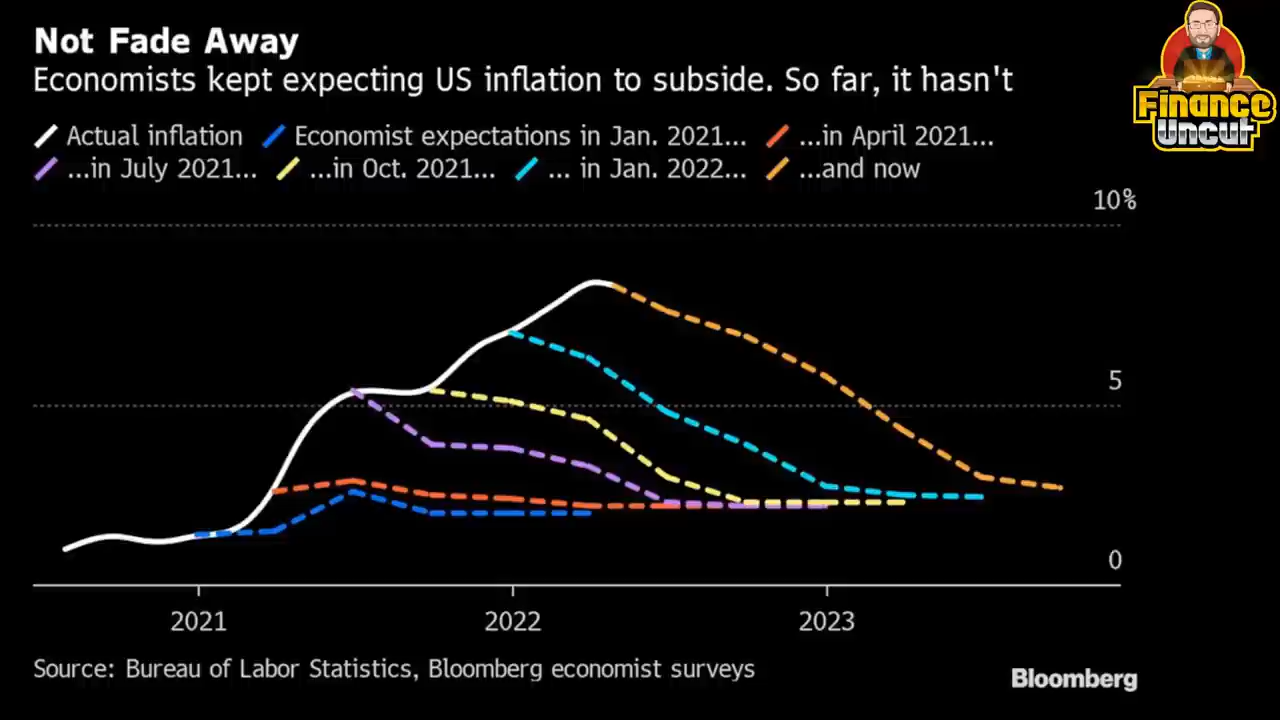 Not Fade Away
Economists kept expecting US inflation to subside. So far, it hasn't
Finance
Uncut
Actual inflation Economist expectations in Jan. 2021... ...in April 2021...
...in July 2021... ...in Oct. 2021... ... in Jan. 2022... ...and now
10%
5
0
2021 2022 2023
Source: Bureau of Labor Statistics, Bloomberg economist surveys
Bloomberg